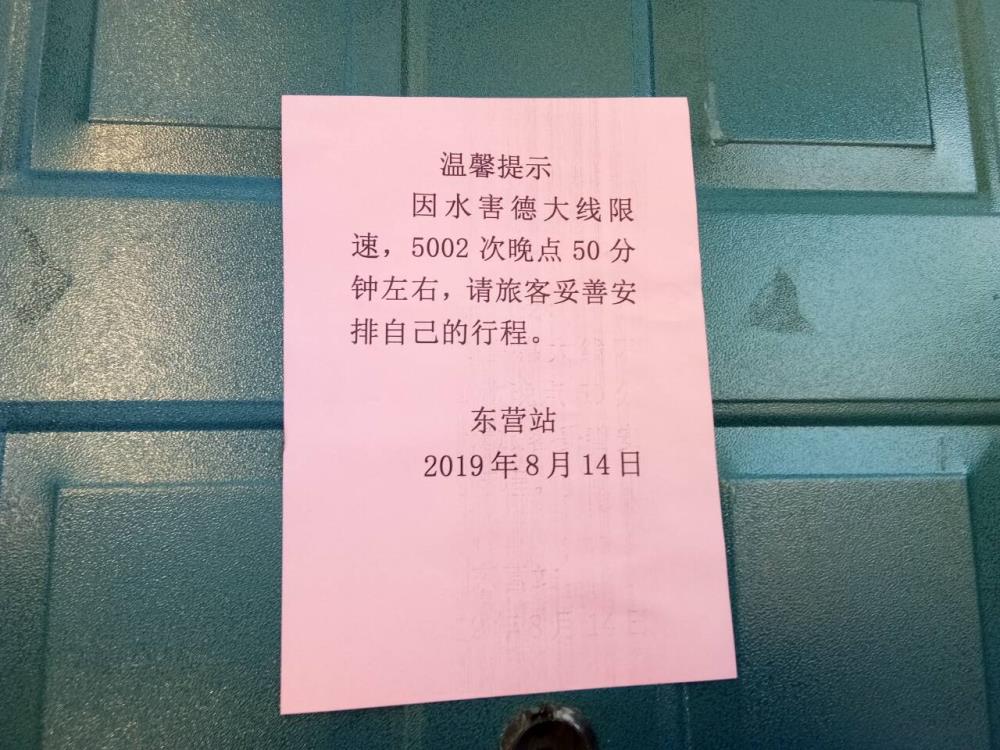 温馨提示
因水害德大线限
速，5002次晚点50分
钟左右，请旅客妥善安
排自己的行程。
东营站
2019年8月14日